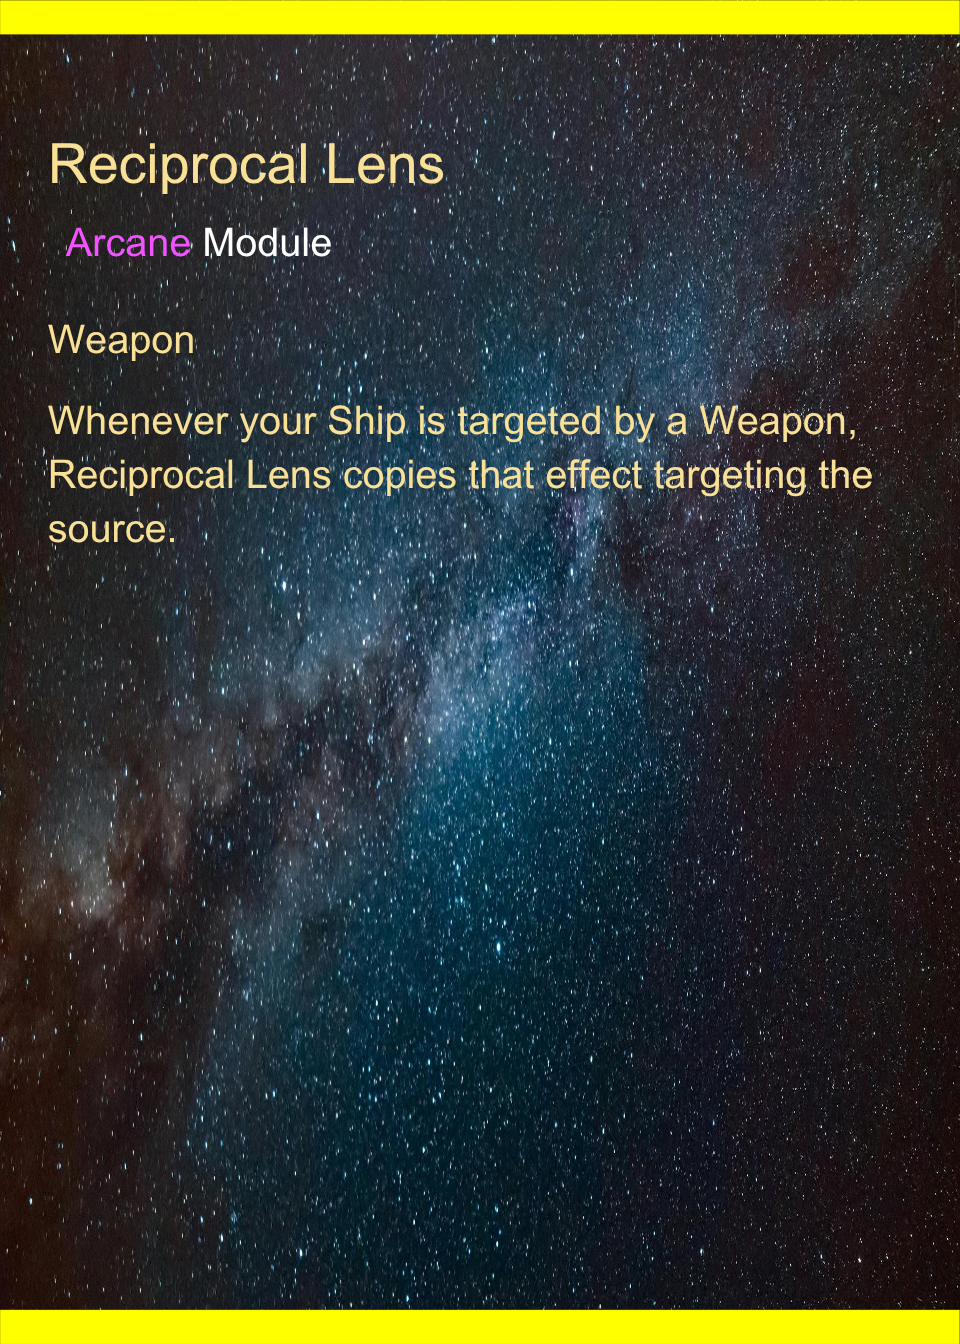 Reciprocal Lens
Arcane Module
Weapon
Whenever your Ship is targeted by a Weapon,
Reciprocal Lens copies that effect targeting the
source.